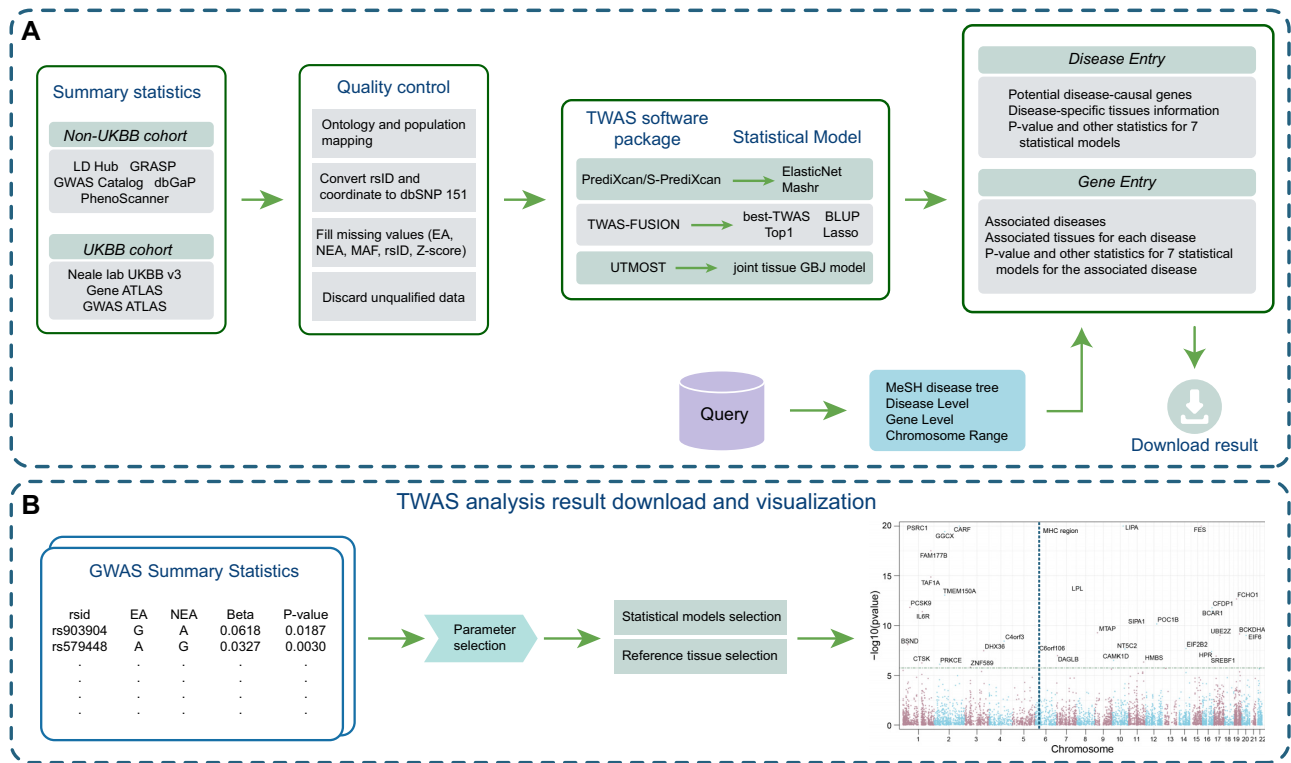 A
Summary statistics
Non-UKBB cohort
LD Hub GRASP
GWAS Catalog dbGaP
PhenoScanner
UKBB cohort
Neale lab UKBB v3
Gene ATLAS
GWAS ATLAS
Quality control
Ontology and population
mapping
Convert rsID and
coordinate to dbSNP 151
Fill missing values (EA,
NEA, MAF, rsID, Z-score)
Discard unqualified data
TWAS software
package
Statistical Model
PrediXcan/S-PrediXcan
ElasticNet
Mashr
TWAS-FUSION
best-TWAS BLUP
Top1 Lasso
UTMOST
joint tissue GBJ model
Disease Entry
Potential disease-causal genes
Disease-specific tissues information
P-value and other statistics for 7
statistical models
Gene Entry
Associated diseases
Associated tissues for each disease
P-value and other statistics for 7 statistical
models for the associated disease
Query
MeSH disease tree
Disease Level
Gene Level
Chromosome Range
Download result
B
TWAS analysis result download and visualization
GWAS Summary Statistics
rsid EA NEA Beta P-value
rs903904 G A 0.0618 0.0187
rs579448 A G 0.0327 0.0030
. . . . .
. . . . .
. . . . .
Parameter
selection
Statistical models selection
Reference tissue selection
−log10(pvalue)
20
15
10
5
0
PSRC1
CARF
GGCX
MHC region
LIPA
FES
FAM177B
TAF1A
TMEM150A
LPL
PCSK9
FCHO1
CFDP1
IL6R
BCAR1
SIPA1
POC1B
MTAP
UBE2Z
BCKDHA
EIF6
BSND
C4orf3
DHX36
C6orf106
NT5C2
EIF2B2
CTSK
PRKCE
ZNF589
DAGLB
CAMK1D
HMBS
HPR
SREBF1
1 2 3 4 5 6 7 8 9 10 11 12 13 14 15 16 17 18 19 20 21 22
Chromosome